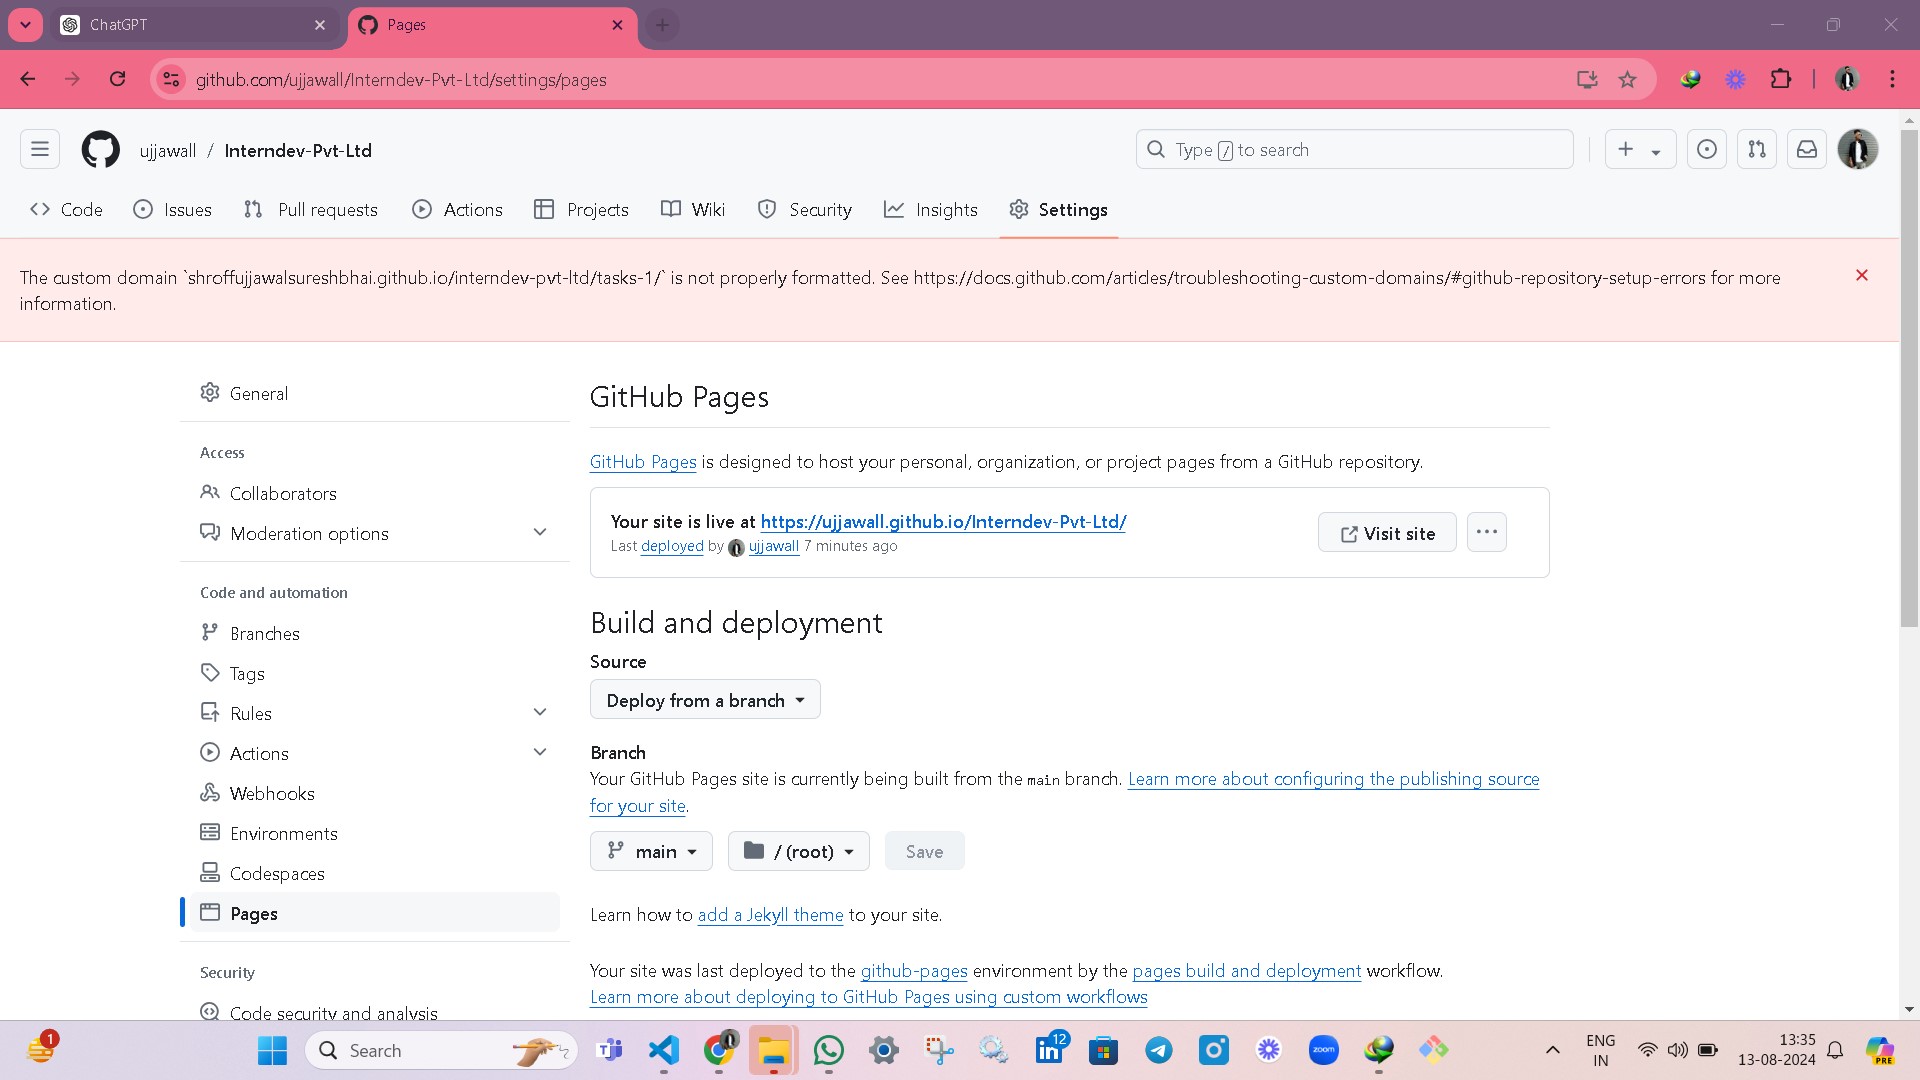 ChatGPT
Pages
github.com/ujjawall/Interndev-Pvt-Ltd/settings/pages
ujjawall / Interndev-Pvt-Ltd
Type / to search
Code
Issues
Pull requests
Actions
Projects
Wiki
Security
Insights
Settings
The custom domain `shroffujjawalsureshbhai.github.io/interndev-pvt-ltd/tasks-1/` is not properly formatted. See https://docs.github.com/articles/troubleshooting-custom-domains/#github-repository-setup-errors for more
information.
General
Access
Collaborators
Moderation options
Code and automation
Branches
Tags
Rules
Actions
Webhooks
Environments
Codespaces
Pages
Security
Code security and analysis
GitHub Pages
GitHub Pages is designed to host your personal, organization, or project pages from a GitHub repository.
Your site is live at https://ujjawall.github.io/Interndev-Pvt-Ltd/
Last deployed by ujjawall 7 minutes ago
Visit site
Build and deployment
Source
Deploy from a branch
Branch
Your GitHub Pages site is currently being built from the main branch. Learn more about configuring the publishing source
for your site.
main
/ (root)
Save
Learn how to add a Jekyll theme to your site.
Your site was last deployed to the github-pages environment by the pages build and deployment workflow.
Learn more about deploying to GitHub Pages using custom workflows
1
Search
12
zoom
ENG
IN
13:35
13-08-2024
PRE